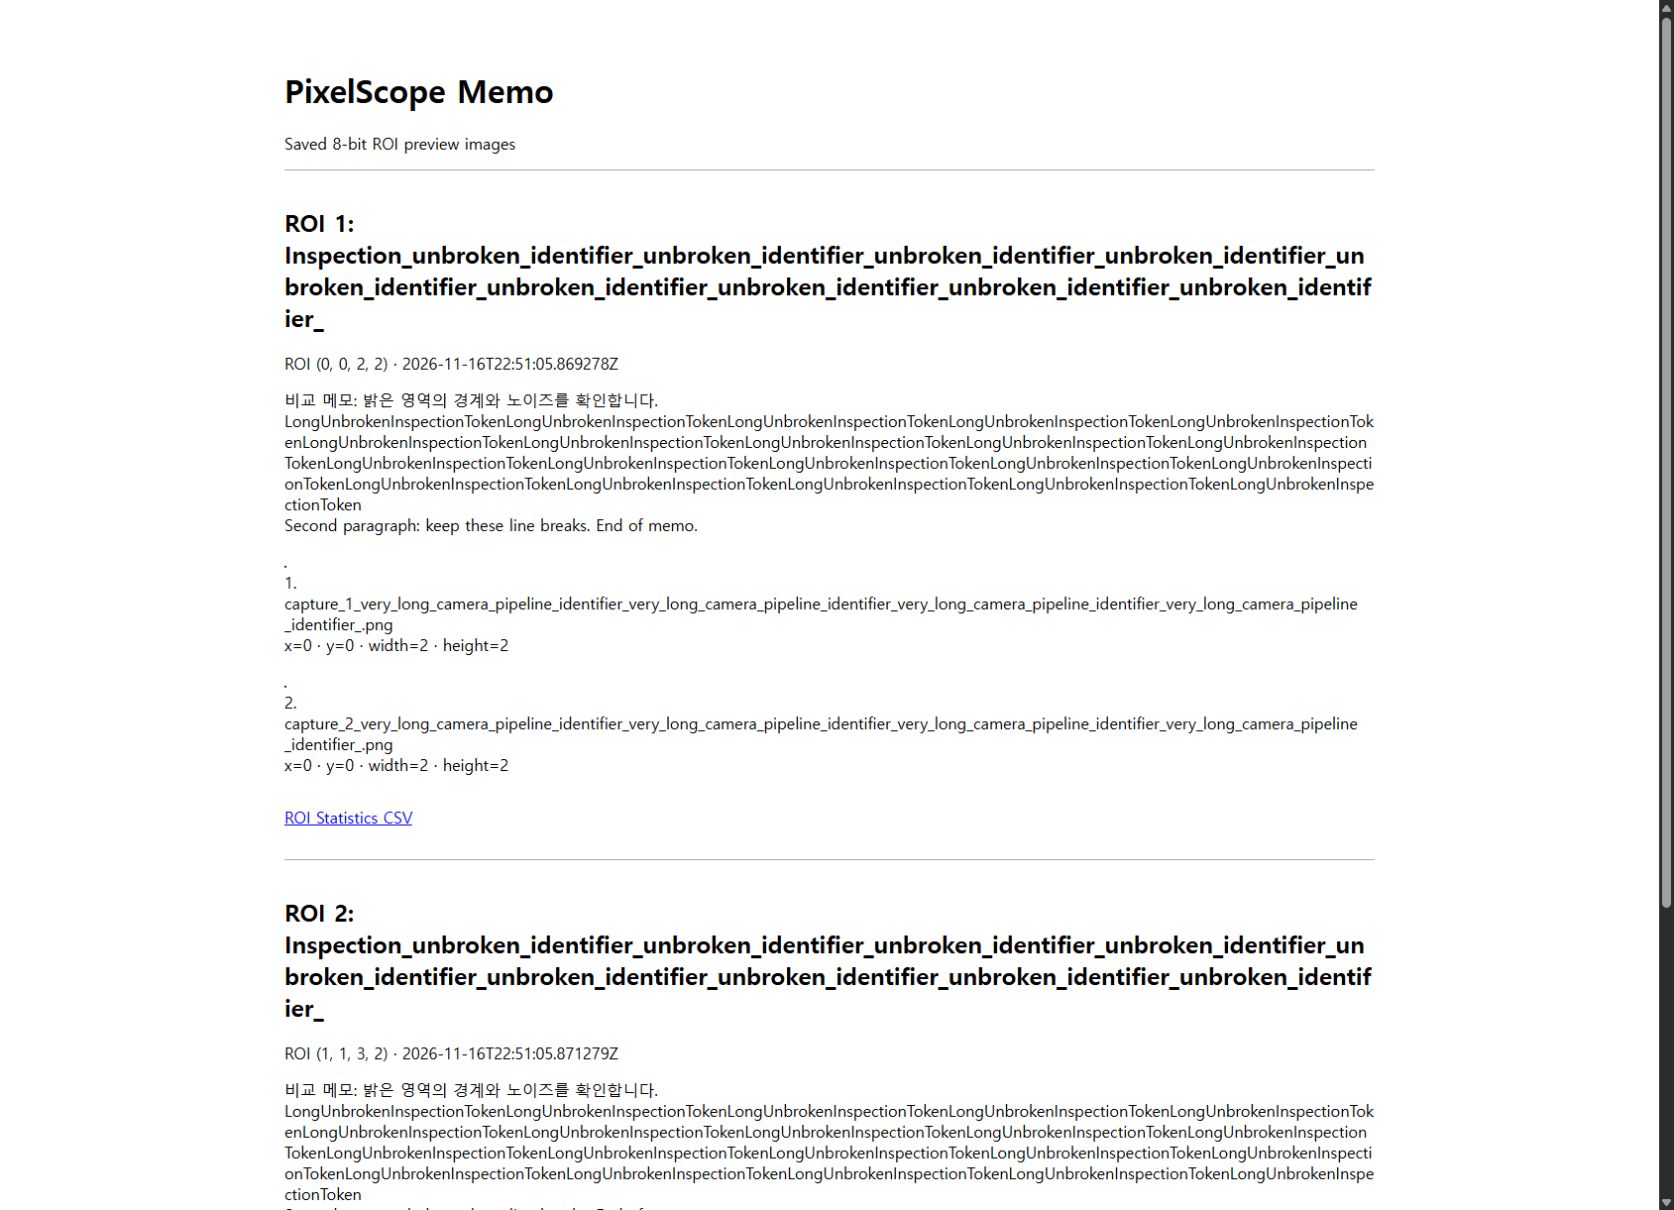 PixelScope Memo
Saved 8-bit ROI preview images
ROI 1:
Inspection_unbroken_identifier_unbroken_identifier_unbroken_identifier_unbroken_identifier_un
broken_identifier_unbroken_identifier_unbroken_identifier_unbroken_identifier_unbroken_identif
ier_
ROI (0, 0, 2, 2) · 2026-11-16T22:51:05.869278Z
비교 메모: 밝은 영역의 경계와 노이즈를 확인합니다.
LongUnbrokenInspectionTokenLongUnbrokenInspectionTokenLongUnbrokenInspectionTokenLongUnbrokenInspectionTokenLongUnbrokenInspectionTok
enLongUnbrokenInspectionTokenLongUnbrokenInspectionTokenLongUnbrokenInspectionTokenLongUnbrokenInspectionTokenLongUnbrokenInspection
TokenLongUnbrokenInspectionTokenLongUnbrokenInspectionTokenLongUnbrokenInspectionTokenLongUnbrokenInspectionTokenLongUnbrokenInspecti
onTokenLongUnbrokenInspectionTokenLongUnbrokenInspectionTokenLongUnbrokenInspectionTokenLongUnbrokenInspectionTokenLongUnbrokenInspe
ctionToken
Second paragraph: keep these line breaks. End of memo.
.
1.
capture_1_very_long_camera_pipeline_identifier_very_long_camera_pipeline_identifier_very_long_camera_pipeline_identifier_very_long_camera_pipeline
_identifier_.png
x=0 · y=0 · width=2 · height=2
.
2.
capture_2_very_long_camera_pipeline_identifier_very_long_camera_pipeline_identifier_very_long_camera_pipeline_identifier_very_long_camera_pipeline
_identifier_.png
x=0 · y=0 · width=2 · height=2
ROI Statistics CSV
ROI 2:
Inspection_unbroken_identifier_unbroken_identifier_unbroken_identifier_unbroken_identifier_un
broken_identifier_unbroken_identifier_unbroken_identifier_unbroken_identifier_unbroken_identif
ier_
ROI (1, 1, 3, 2) · 2026-11-16T22:51:05.871279Z
비교 메모: 밝은 영역의 경계와 노이즈를 확인합니다.
LongUnbrokenInspectionTokenLongUnbrokenInspectionTokenLongUnbrokenInspectionTokenLongUnbrokenInspectionTokenLongUnbrokenInspectionTok
enLongUnbrokenInspectionTokenLongUnbrokenInspectionTokenLongUnbrokenInspectionTokenLongUnbrokenInspectionTokenLongUnbrokenInspection
TokenLongUnbrokenInspectionTokenLongUnbrokenInspectionTokenLongUnbrokenInspectionTokenLongUnbrokenInspectionTokenLongUnbrokenInspecti
onTokenLongUnbrokenInspectionTokenLongUnbrokenInspectionTokenLongUnbrokenInspectionTokenLongUnbrokenInspectionTokenLongUnbrokenInspe
ctionToken